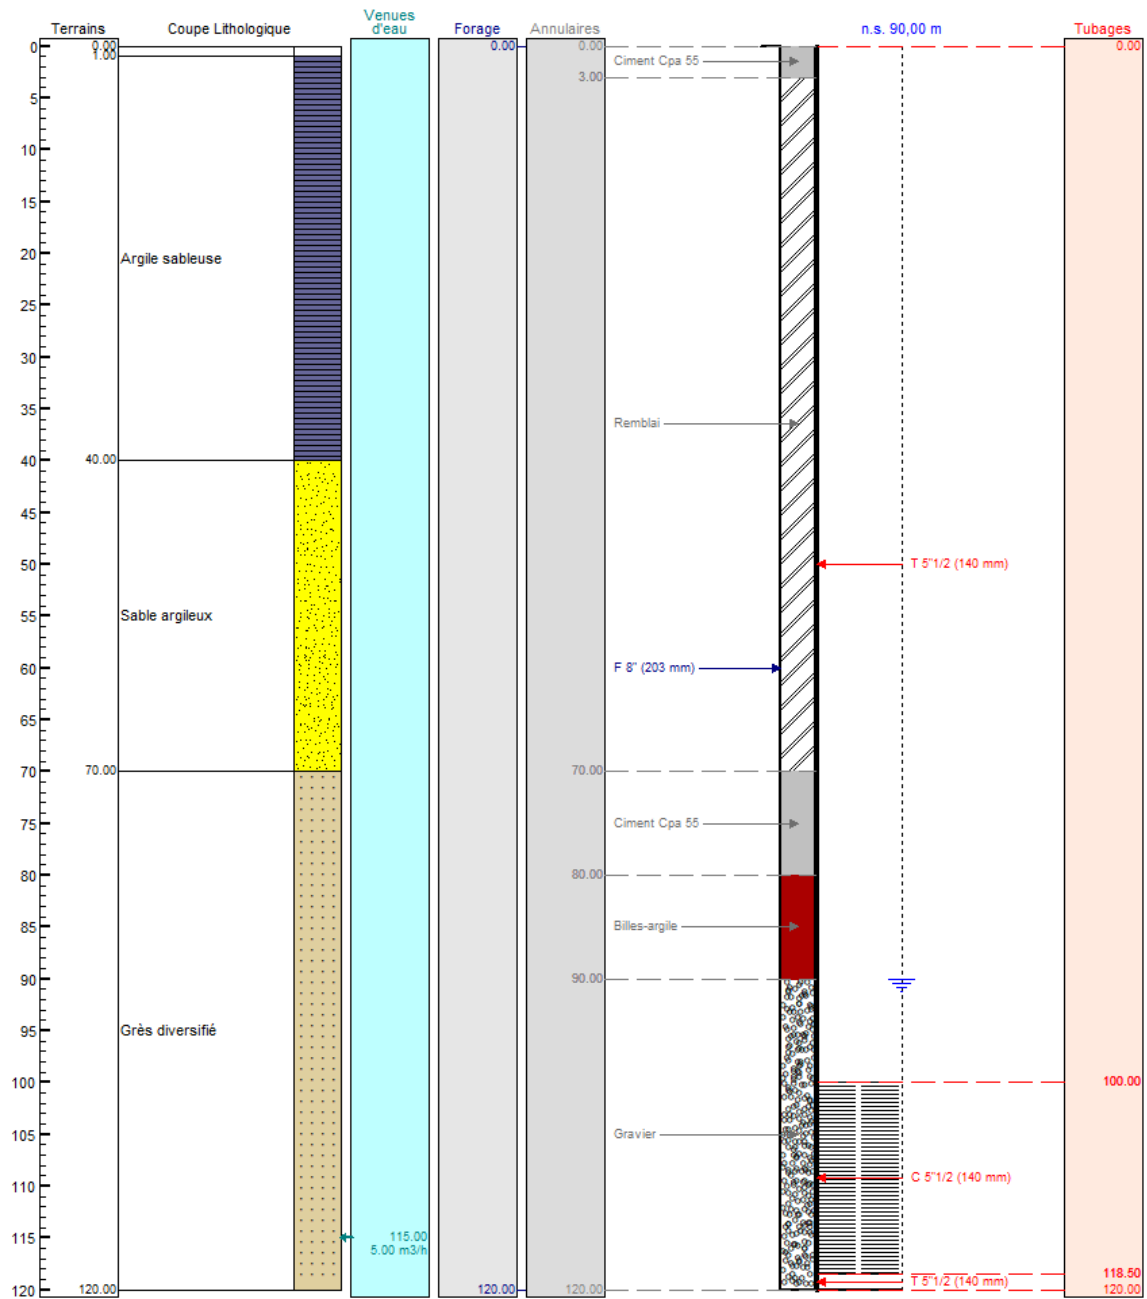 Terrains
Coupe Lithologique
Venues
d'eau
Forage
Annulaires
n.s. 90,00 m
Tubages
0
0.00
0.00
0.00
0.00
1.00
Ciment Cpa 55
3.00
5
10
15
20
Argile sableuse
25
30
35
Remblai
40
40.00
45
50
T 5"1/2 (140 mm)
55
Sable argileux
60
F 8" (203 mm)
65
70
70.00
70.00
75
Ciment Cpa 55
80
80.00
85
Billes-argile
90
90.00
95
Grès diversifié
100
100.00
105
Gravier
110
C 5"1/2 (140 mm)
115
115.00
5.00 m3/h
118.50
T 5"1/2 (140 mm)
120
120.00
120.00
120.00
120.00